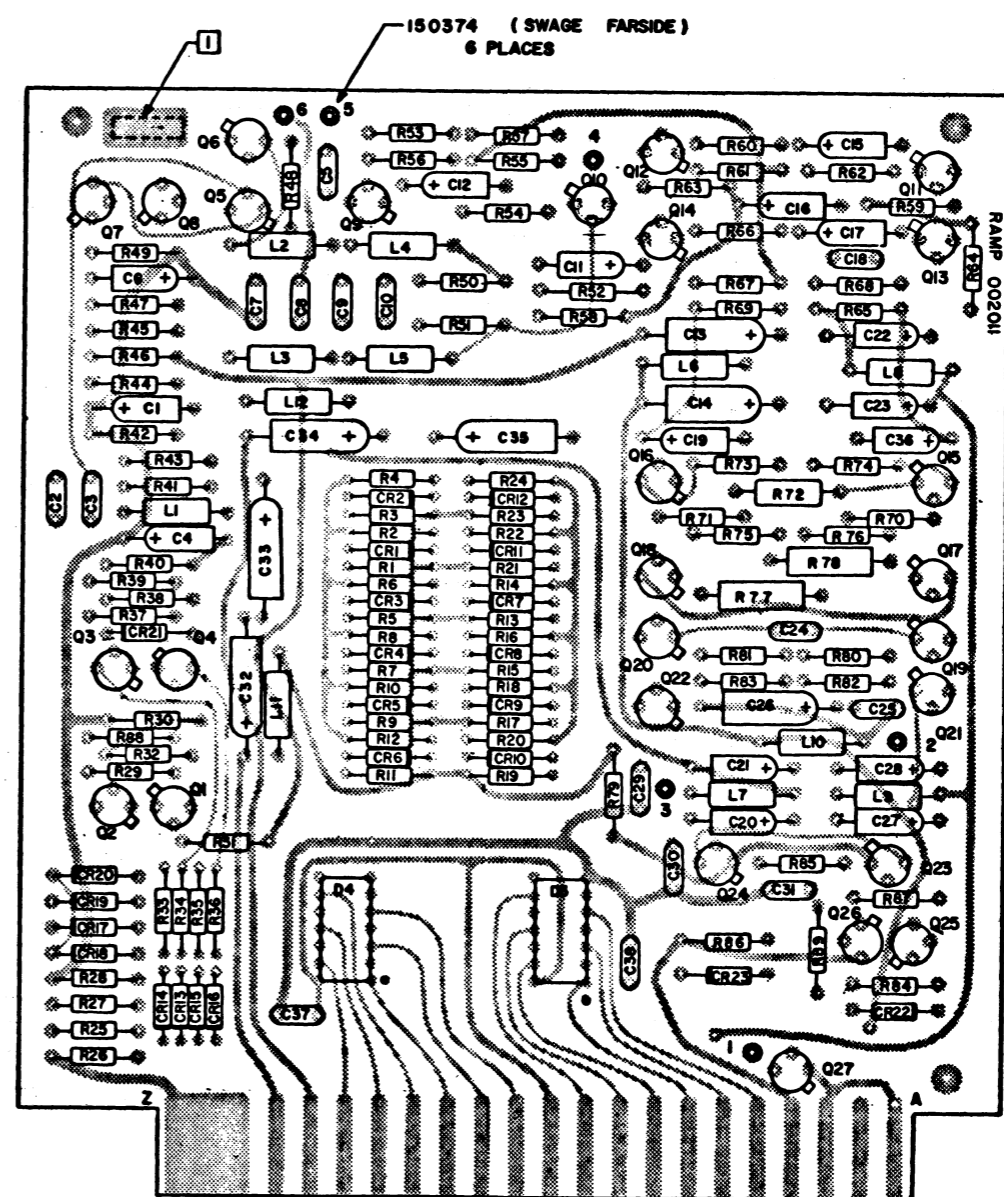 150374 (SWAGE FARSIDE)
6 PLACES
1
6 5
Q6
R53 R57
4
R60 C15
R56 R55
Q12
R61 R62
R48 C5
C12
Q10
R63
Q11
Q5
Q7 Q8
Q9
R54
Q14
C16
R59
RAMP 002011
R49
L2 L4
R66 C17
Q13
R64
C6
C11
C18
R47
C7 C8 C9 C10
R50
R52
R67 R68
R45
R51
R58
R69 R65
R46
L3 L5
C13
C22
R44
L6 L8
C1
L12
C14
C23
R42
C34 C35
C19 C36
R43
R4 R24
Q16
R73 R74
Q15
C2 C3
R41
CR2 CR12
R72
L1
R3 R23
R71 R70
C4
C33
R2 R22
R75 R76
R40
CR1 CR11
Q18
R78
Q17
R39
R1 R21
R38
R6 R14
R77
R37
CR3 CR7
Q3
CR21
Q4
R5 R13
C24
R8 R16
CR4 CR8
Q20
R81 R80
Q19
C32
L11
R7 R15
Q22
R83 R82
R10 R18
R30
CR5 CR9
C26 C25
R88
R9 R17
Q21
R32
R12 R20
L10
2
R29
CR6 CR10
C21 C28
R11 R19
Q2 Q1
R79 C29
3
L7 L9
C20 C27
R31
C30
R85
Q23
CR20
D4
Q24
C31
R87
CR19
R33 R34 R35 R36
Q26
Q25
CR17
R86
R89
CR18
C38
R28
CR23
R84
R27
CR14 CR13 CR15 CR16
C37
CR22
R25
R26
1
Q27
Z A